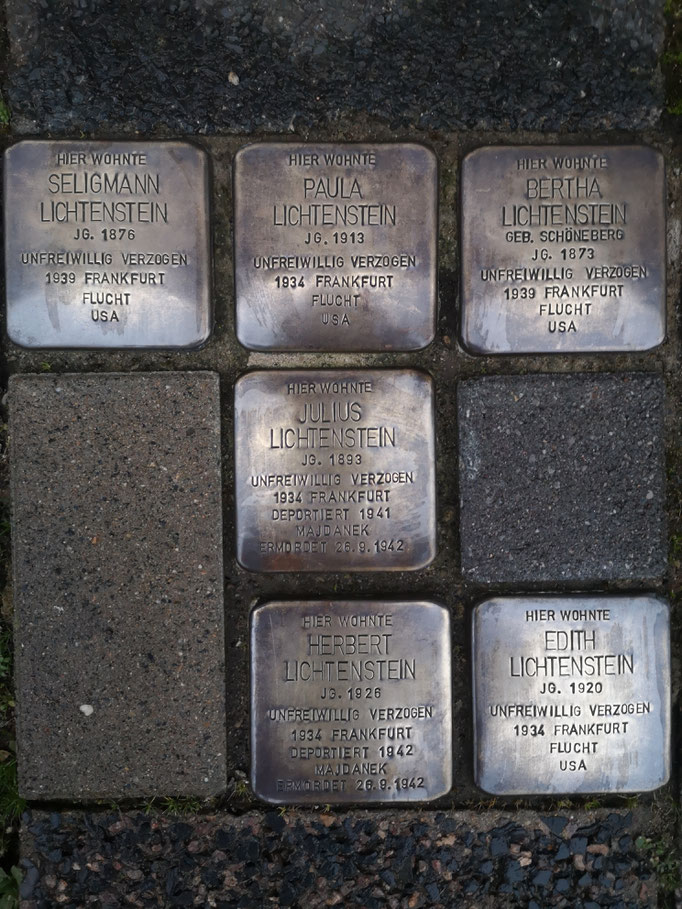 HIER WOHNTE
SELIGMANN
LICHTENSTEIN
JG. 1876
UNFREIWILLIG VERZOGEN
1939 FRANKFURT
FLUCHT
USA
HIER WOHNTE
PAULA
LICHTENSTEIN
JG. 1913
UNFREIWILLIG VERZOGEN
1934 FRANKFURT
FLUCHT
USA
HIER WOHNTE
BERTHA
LICHTENSTEIN
GEB. SCHÖNEBERG
JG. 1873
UNFREIWILLIG VERZOGEN
1939 FRANKFURT
FLUCHT
USA
HIER WOHNTE
JULIUS
LICHTENSTEIN
JG. 1893
UNFREIWILLIG VERZOGEN
1934 FRANKFURT
DEPORTIERT 1941
MAJDANEK
ERMORDET 26.9.1942
HIER WOHNTE
HERBERT
LICHTENSTEIN
JG. 1926
UNFREIWILLIG VERZOGEN
1934 FRANKFURT
DEPORTIERT 1942
MAJDANEK
ERMORDET 26.9.1942
HIER WOHNTE
EDITH
LICHTENSTEIN
JG. 1920
UNFREIWILLIG VERZOGEN
1934 FRANKFURT
FLUCHT
USA